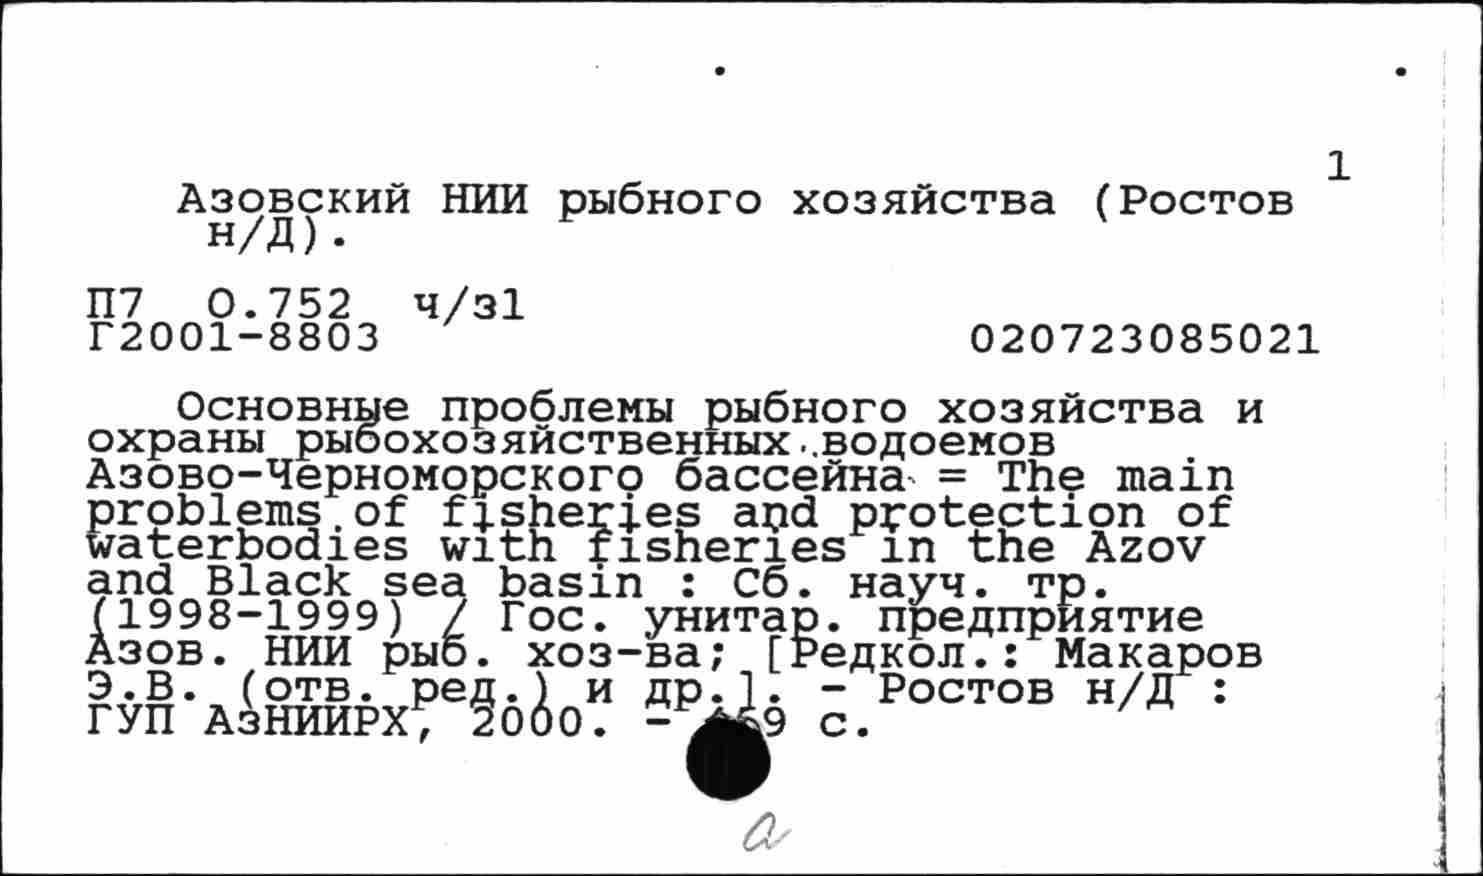 1
Азовский НИИ рыбного хозяйства (Ростов
н/Д).
П7 О.752 ч/з1
Г2001-8803 020723085021
Основные проблемы рыбного хозяйства и
охраны рыбохозяйственных водоемов
Азово-Черноморского бассейна = The main
problems of fisheries and protection of
waterbodies with fisheries in the Azov
and Black sea basin : Сб. науч. тр.
(1998-1999) / Гос. унитар. предприятие
Азов. НИИ рыб. хоз-ва; [Редкол.: Макаров
Э.В. (отв. ред.) и др.]. - Ростов н/Д :
ГУП АзНИИРХ, 2000. - с.
a